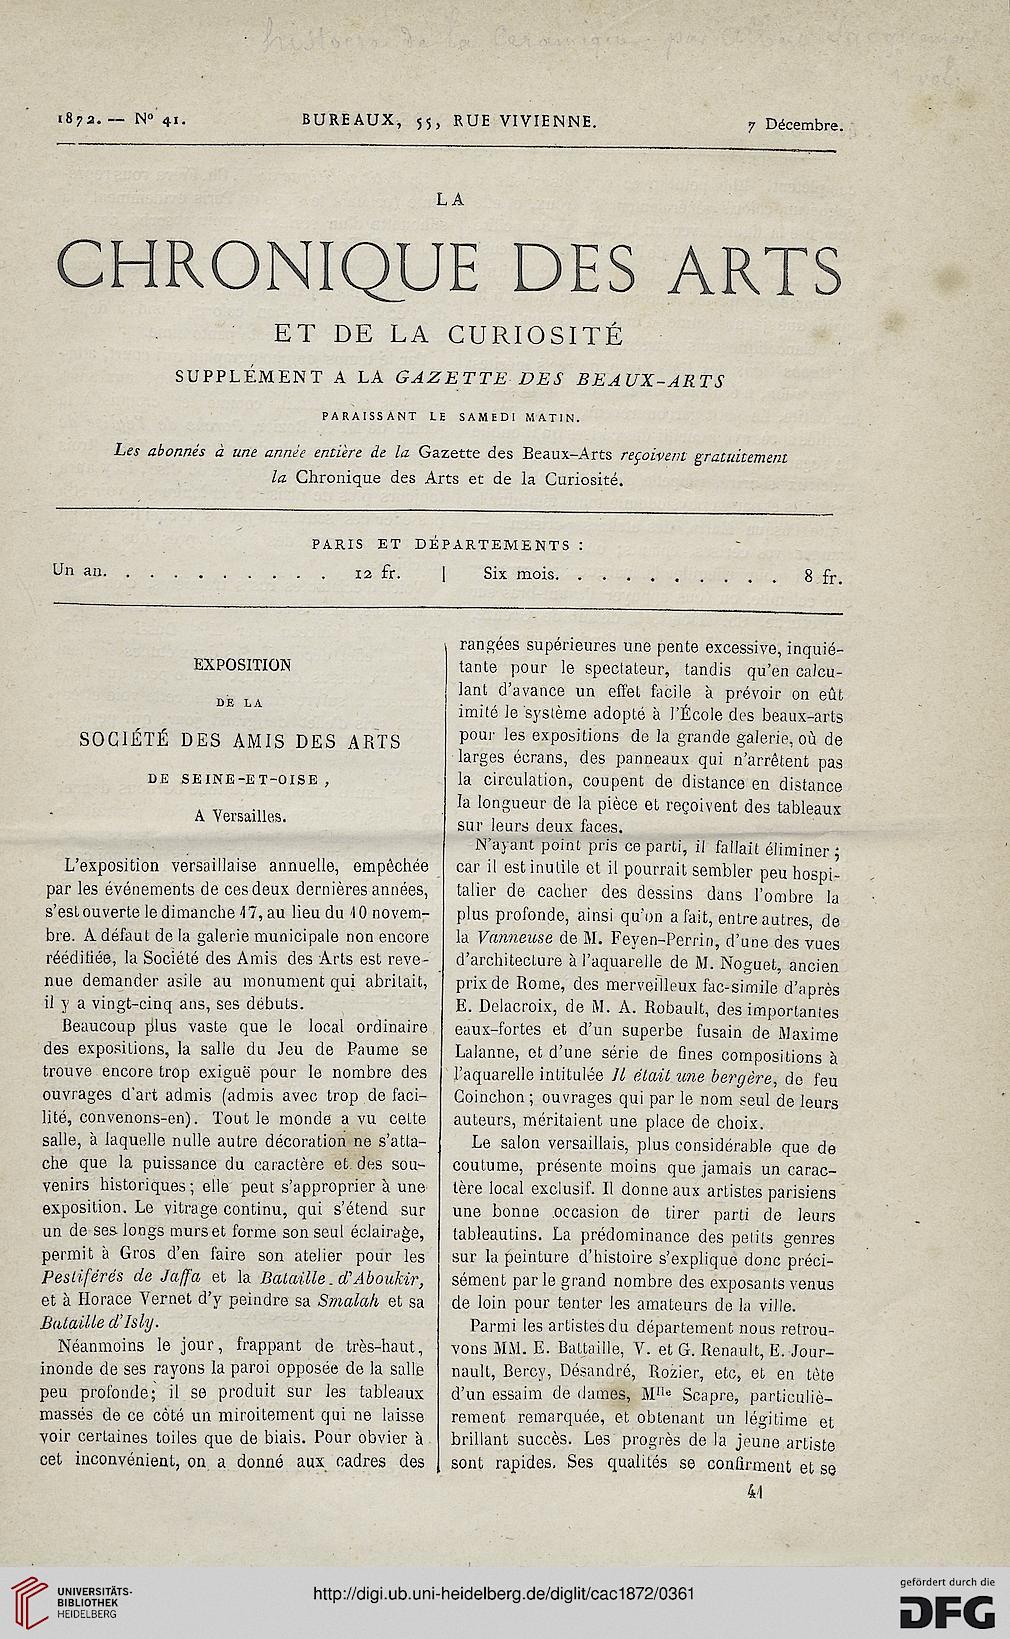 1872. — N° 41.
BUREAUX, 55, RUE VIVIENNE.
7 Décembre.
LA
CHRONIQUE DES ARTS
ET DE LA CURIOSITÉ
SUPPLÉMENT A LA GAZETTE DES BEAUX-ARTS
PARAISSANT LE SAMEDI MATIN.
Les abonnés à une année entière de la Gazette des Beaux-Arts reçoivent gratuitement
la Chronique des Arts et de la Curiosité.
PARIS ET DÉPARTEMENTS :
Un an. . . . . . . . . . 12 fr. | Six mois. . . . . . . . . . 8 fr.
EXPOSITION
DE LA
SOCIÉTÉ DES AMIS DES ARTS
DE SEINE-ET-OISE,
A Versailles.
L'exposition versaillaise annuelle, empêchée
par les événements de ces deux dernières années,
s'est ouverte le dimanche 17, au lieu du 10 novem-
bre. A défaut de la galerie municipale non encore
réédifiée, la Société des Amis des Arts est reve-
nue demander asile au monument qui abritait,
il y a vingt-cinq ans, ses débuts.
Beaucoup plus vaste que le local ordinaire
des expositions, la salle du Jeu de Paume se
trouve encore trop exiguë pour le nombre des
ouvrages d'art admis (admis avec trop de faci-
lité, convenons-en). Tout le monde a vu cette
salle, à laquelle nulle autre décoration ne s'atta-
che que la puissance du caractère et des sou-
venirs historiques; elle peut s'approprier à une
exposition. Le vitrage continu, qui s'étend sur
un de ses longs murs et forme son seul éclairage,
permit à Gros d'en faire son atelier pour les
Pestiférés de Jaffa et la Bataille d'Aboukir,
et à Horace Vernet d'y peindre sa Smalah et sa
Bataille d'Isly.
Néanmoins le jour, frappant de très-haut,
inonde de ses rayons la paroi opposée de la salle
peu profonde; il se produit sur les tableaux
massés de ce côté un miroitement qui ne laisse
voir certaines toiles que de biais. Pour obvier à
cet inconvénient, on a donné aux cadres des
rangées supérieures une pente excessive, inquié-
tante pour le spectateur, tandis qu'en calcu-
lant d'avance un effet facile à prévoir on eût
imité le système adopté à l'École des beaux-arts
pour les expositions de la grande galerie, où de
larges écrans, des panneaux qui n'arrêtent pas
la circulation, coupent de distance en distance
la longueur de la pièce et reçoivent des tableaux
sur leurs deux faces.
N'ayant point pris ce parti, il fallait éliminer;
car il est inutile et il pourrait sembler peu hospi-
talier de cacher des dessins dans l'ombre la
plus profonde, ainsi qu'on a fait, entre autres, de
la Vanneuse de M. Feyen-Perrin, d'une des vues
d'architecture à l'aquarelle de M. Noguet, ancien
prix de Rome, des merveilleux fac-simile d'après
E. Delacroix, de M. A. Robault, des importantes
eaux-fortes et d'un superbe fusain de Maxime
Lalanne, et d'une série de fines compositions à
l'aquarelle intitulée Il était une bergère, de feu
Coinchon; ouvrages qui par le nom seul de leurs
auteurs, méritaient une place de choix.
Le salon versaillais, plus considérable que de
coutume, présente moins que jamais un carac-
tère local exclusif. Il donne aux artistes parisiens
une bonne occasion de tirer parti de leurs
tableautins. La prédominance des petits genres
sur la peinture d'histoire s'explique donc préci-
sément par le grand nombre des exposants venus
de loin pour tenter les amateurs de la ville.
Parmi les artistes du département nous retrou-
vons MM. E. Battaille, V. et G. Renault, E. Jour-
nault, Bercy, Désandré, Rozier, etc, et en tête
d'un essaim de dames, Mlle Scapre, particuliè-
rement remarquée, et obtenant un légitime et
brillant succès. Les progrès de la jeune artiste
sont rapides. Ses qualités se confirment et se
41
UNIVERSITÄTS-
BIBLIOTHEK
HEIDELBERG
http://digi.ub.uni-heidelberg.de/diglit/cac1872/0361
gefördert durch die
DFG